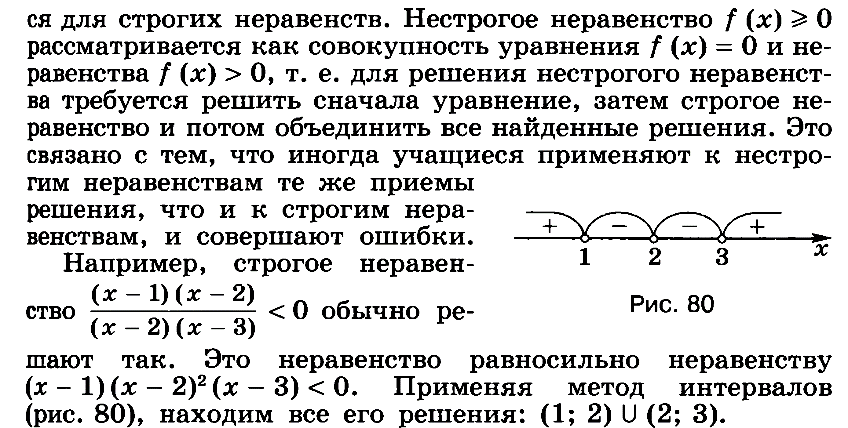 ся для строгих неравенств. Нестрогое неравенство f (x) ⩾ 0
рассматривается как совокупность уравнения f (x) = 0 и не-
равенства f (x) > 0, т. е. для решения нестрогого неравенст-
ва требуется решить сначала уравнение, затем строгое не-
равенство и потом объединить все найденные решения. Это
связано с тем, что иногда учащиеся применяют к нестро-
гим неравенствам те же приемы
решения, что и к строгим нера-
венствам, и совершают ошибки.
Например, строгое неравен-
ство (x – 1)(x – 2) / (x – 2)(x – 3) < 0 обычно ре-
+ – – +
1 2 3 x
Рис. 80
шают так. Это неравенство равносильно неравенству
(x – 1)(x – 2)²(x – 3) < 0. Применяя метод интервалов
(рис. 80), находим все его решения: (1; 2) ∪ (2; 3).